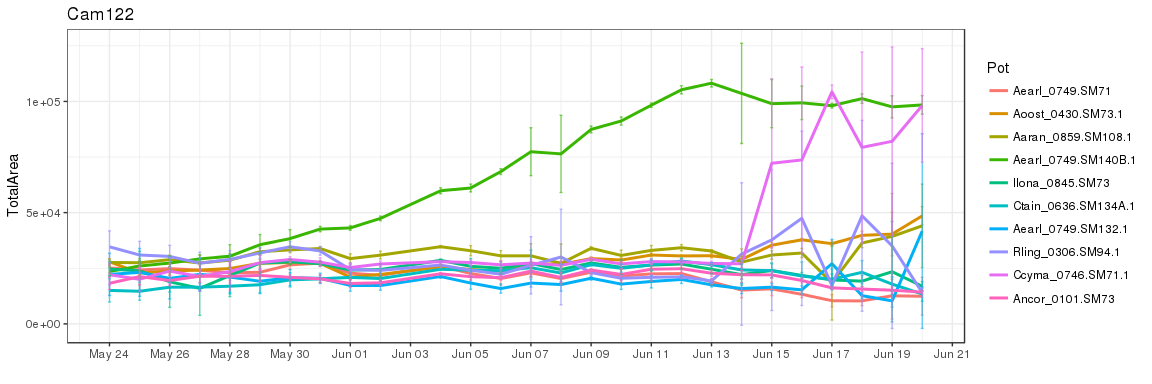 Cam122
TotalArea
1e+05
5e+04
0e+00
May 24 May 26 May 28 May 30 Jun 01 Jun 03 Jun 05 Jun 07 Jun 09 Jun 11 Jun 13 Jun 15 Jun 17 Jun 19 Jun 21
Pot
Aearl_0749.SM71
Aoost_0430.SM73.1
Aaran_0859.SM108.1
Aearl_0749.SM140B.1
Ilona_0845.SM73
Ctain_0636.SM134A.1
Aearl_0749.SM132.1
Rling_0306.SM94.1
Ccyma_0746.SM71.1
Ancor_0101.SM73